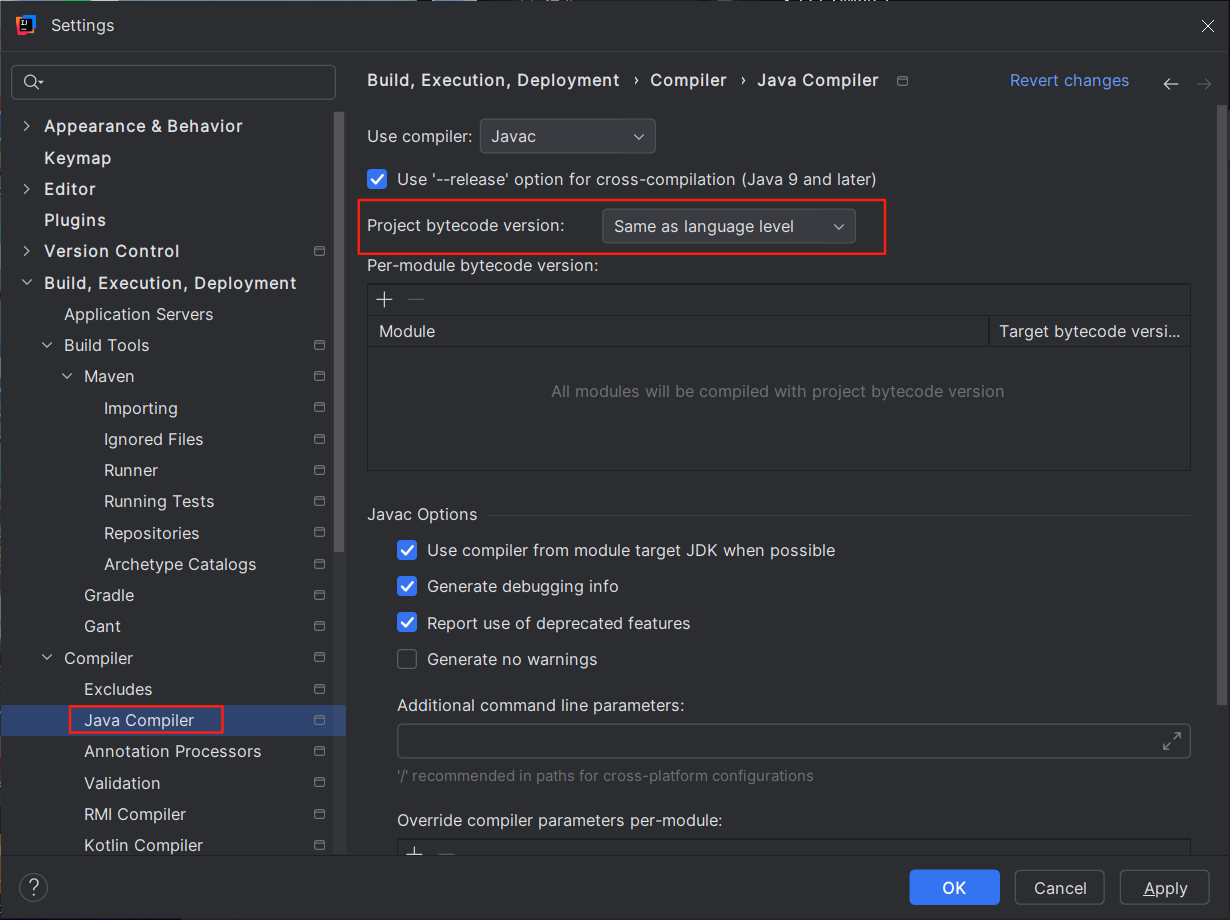 Settings
Build, Execution, Deployment › Compiler › Java Compiler
Revert changes
Appearance & Behavior
Keymap
Editor
Plugins
Version Control
Build, Execution, Deployment
Application Servers
Build Tools
Maven
Importing
Ignored Files
Runner
Running Tests
Repositories
Archetype Catalogs
Gradle
Gant
Compiler
Excludes
Java Compiler
Annotation Processors
Validation
RMI Compiler
Kotlin Compiler
Use compiler: Javac
Use '--release' option for cross-compilation (Java 9 and later)
Project bytecode version: Same as language level
Per-module bytecode version:
Module Target bytecode versi...
All modules will be compiled with project bytecode version
Javac Options
Use compiler from module target JDK when possible
Generate debugging info
Report use of deprecated features
Generate no warnings
Additional command line parameters:
'/' recommended in paths for cross-platform configurations
Override compiler parameters per-module:
?
OK Cancel Apply